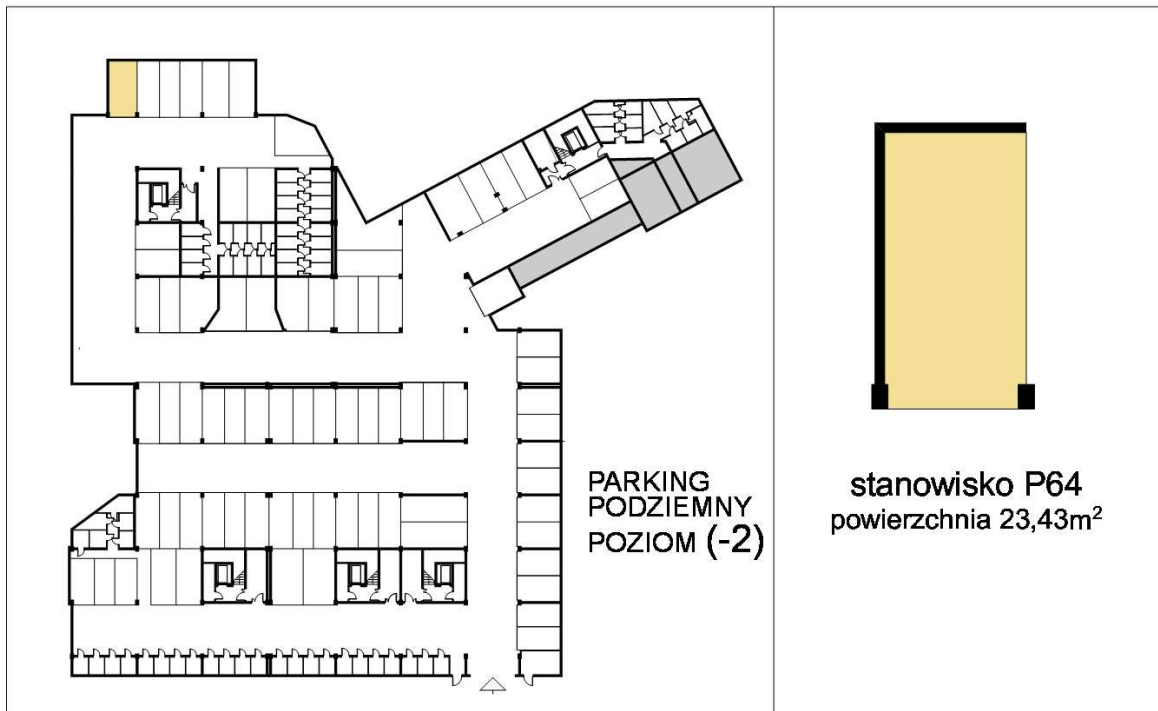 PARKING
PODZIEMNY
POZIOM (-2)
stanowisko P64
powierzchnia 23,43m²